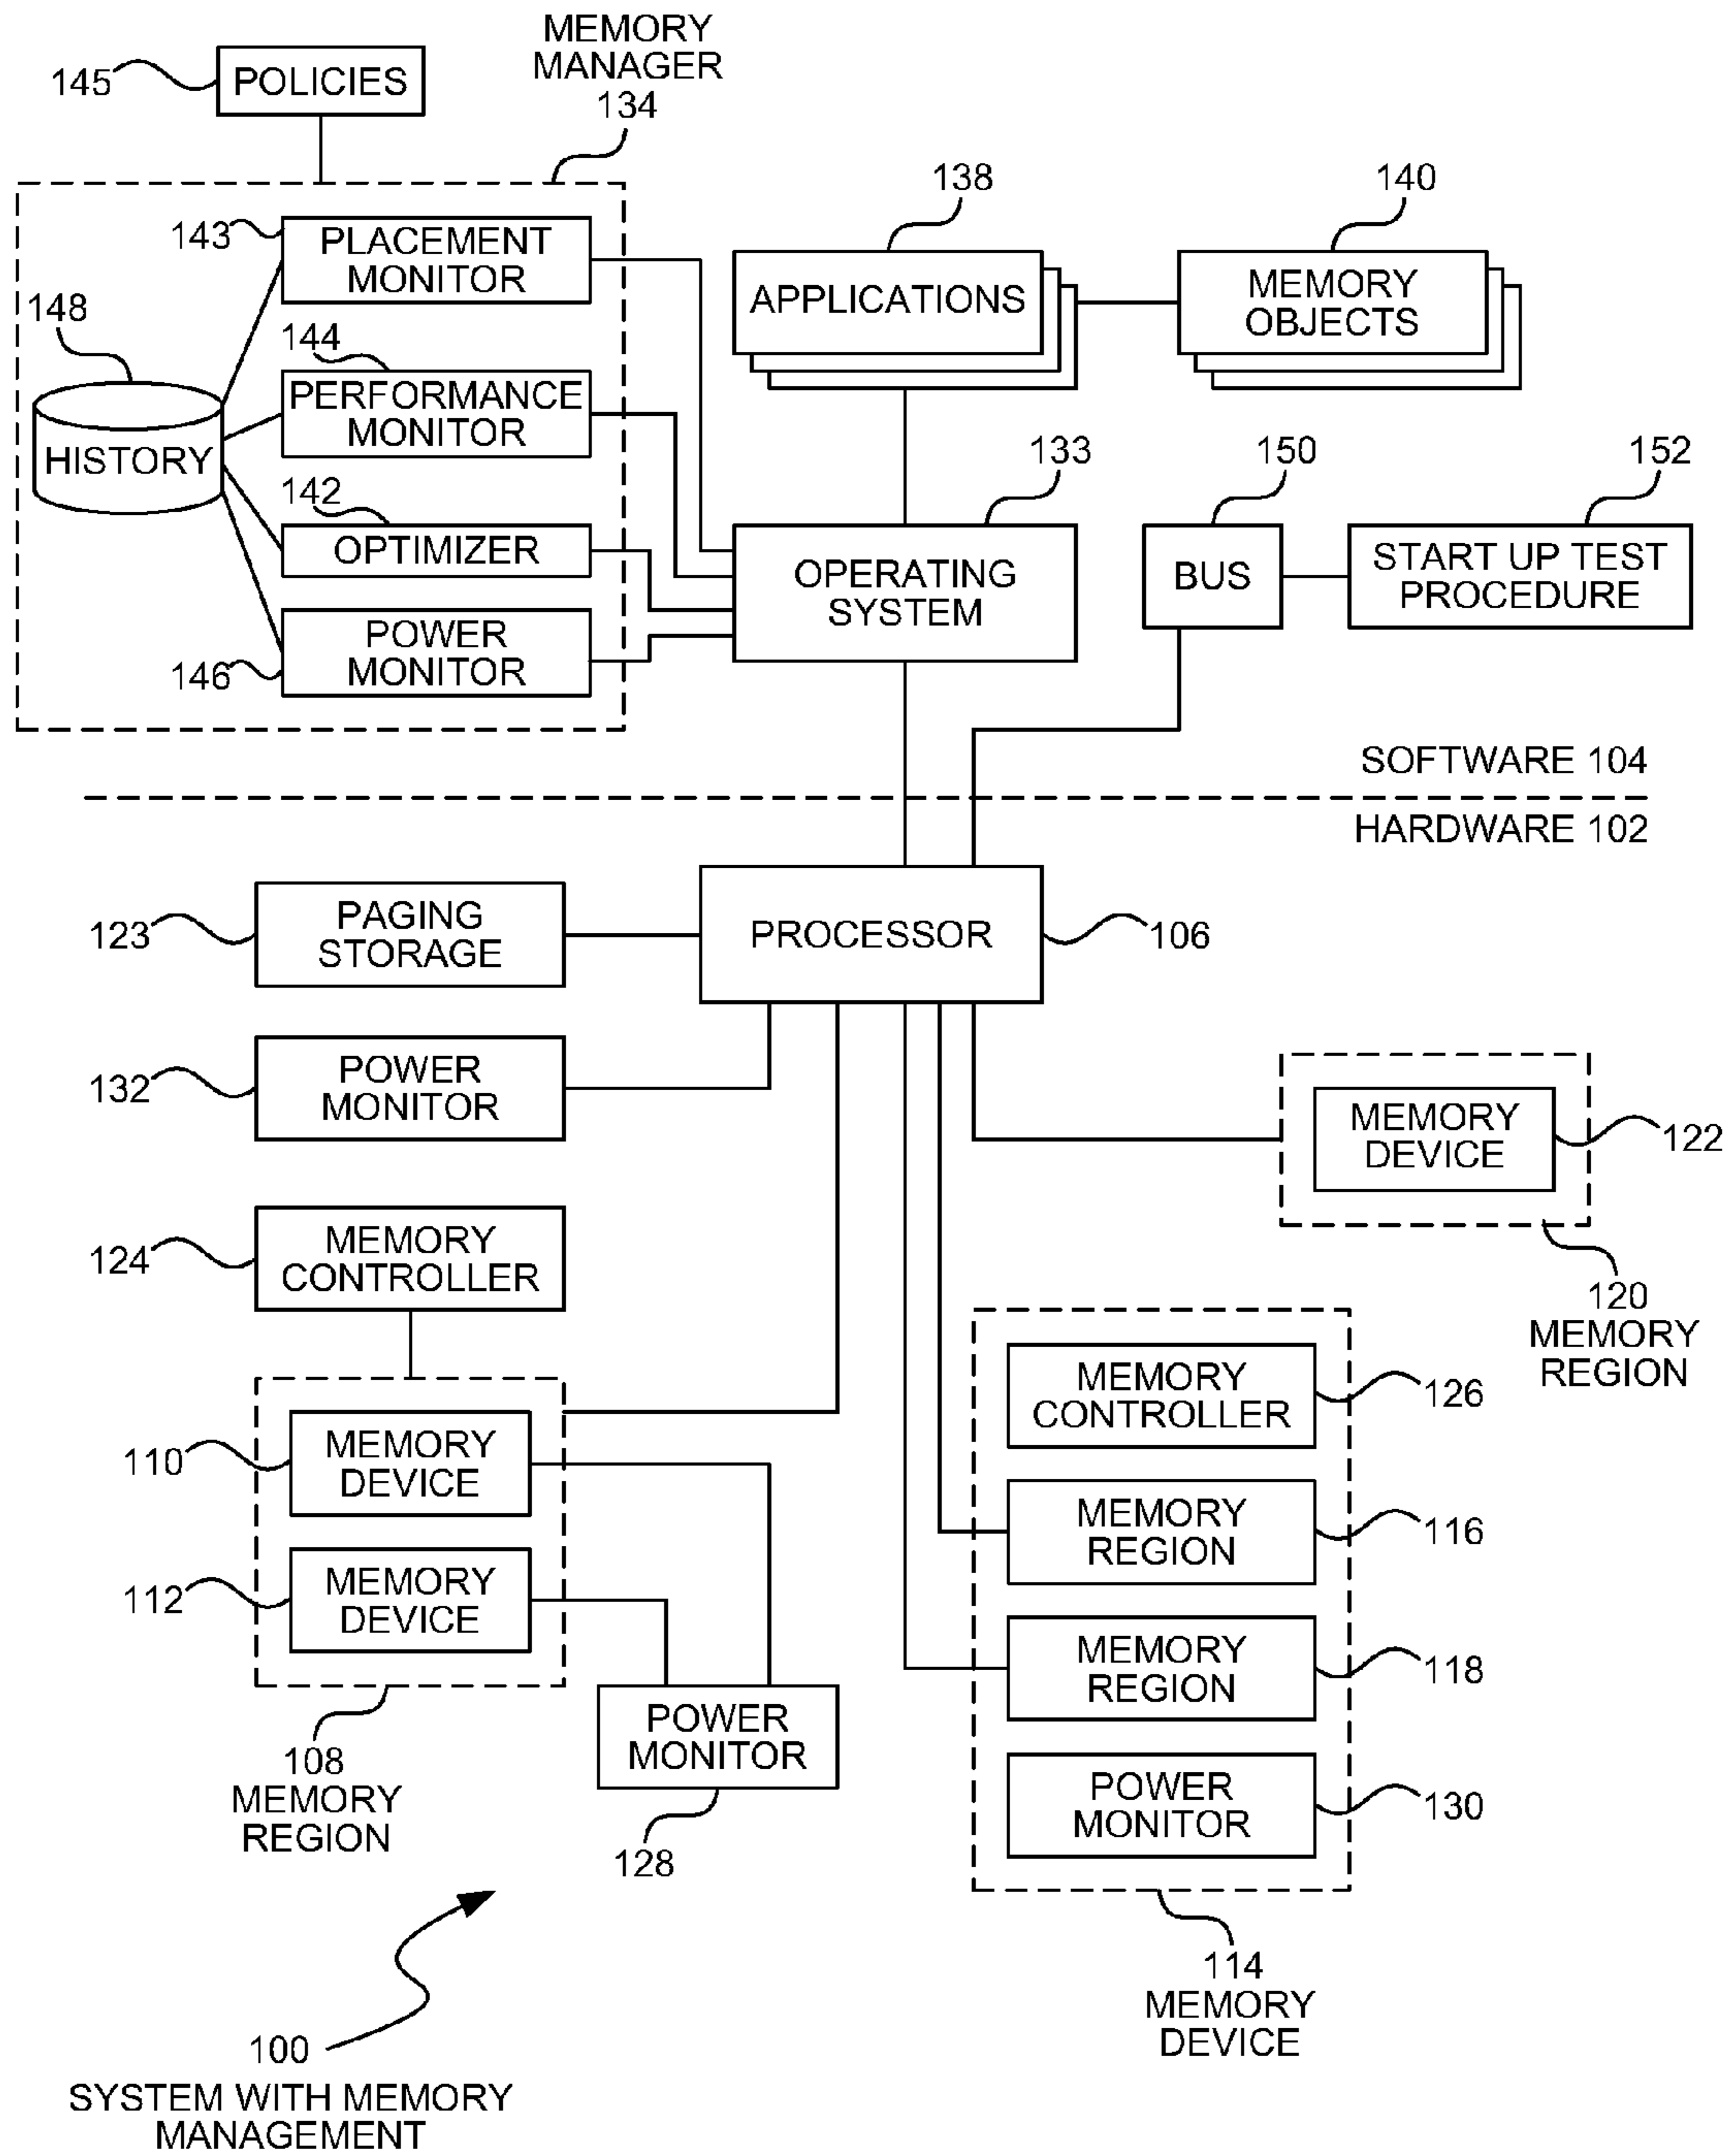 MEMORY
MANAGER
134
145
POLICIES
143
PLACEMENT
MONITOR
148
HISTORY
144
PERFORMANCE
MONITOR
142
OPTIMIZER
146
POWER
MONITOR
138
APPLICATIONS
140
MEMORY
OBJECTS
133
OPERATING
SYSTEM
150
BUS
152
START UP TEST
PROCEDURE
SOFTWARE 104
HARDWARE 102
123
PAGING
STORAGE
PROCESSOR
106
132
POWER
MONITOR
MEMORY
DEVICE
122
120
MEMORY
REGION
124
MEMORY
CONTROLLER
110
MEMORY
DEVICE
112
MEMORY
DEVICE
108
MEMORY
REGION
POWER
MONITOR
128
MEMORY
CONTROLLER
126
MEMORY
REGION
116
MEMORY
REGION
118
POWER
MONITOR
130
114
MEMORY
DEVICE
100
SYSTEM WITH MEMORY
MANAGEMENT